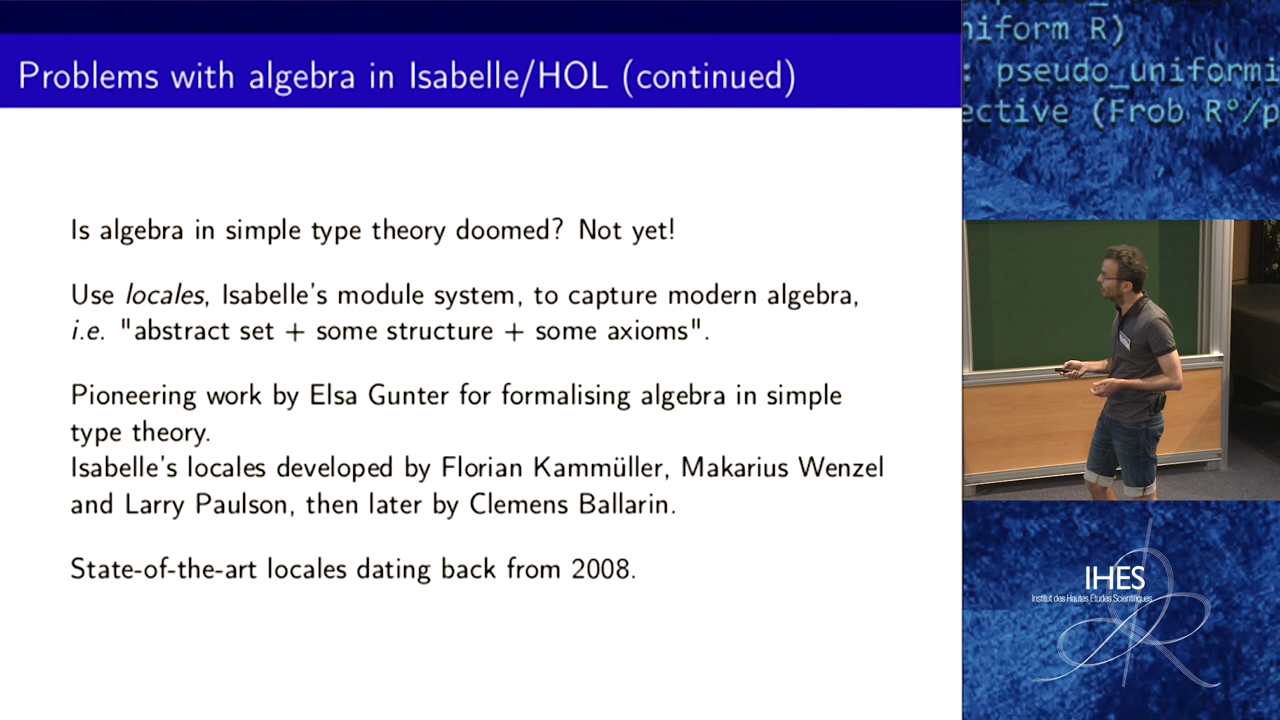 Problems with algebra in Isabelle/HOL (continued)
Is algebra in simple type theory doomed? Not yet!
Use locales, Isabelle's module system, to capture modern algebra,
i.e. "abstract set + some structure + some axioms".
Pioneering work by Elsa Gunter for formalising algebra in simple
type theory.
Isabelle's locales developed by Florian Kammüller, Makarius Wenzel
and Larry Paulson, then later by Clemens Ballarin.
State-of-the-art locales dating back from 2008.
niform R)
: pseudo_uniformi
ective (Frob R°/p
IHES
Institut des Hautes Études Scientifiques